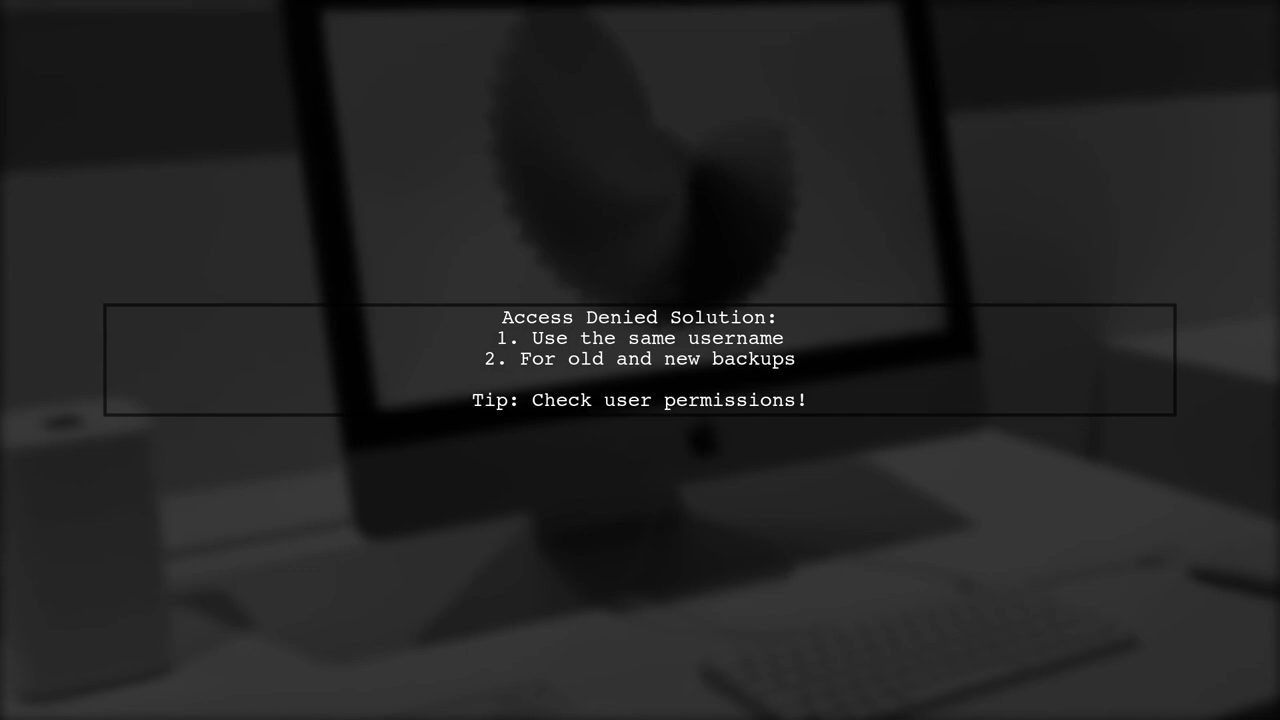 Access Denied Solution:
1. Use the same username
2. For old and new backups
Tip: Check user permissions!